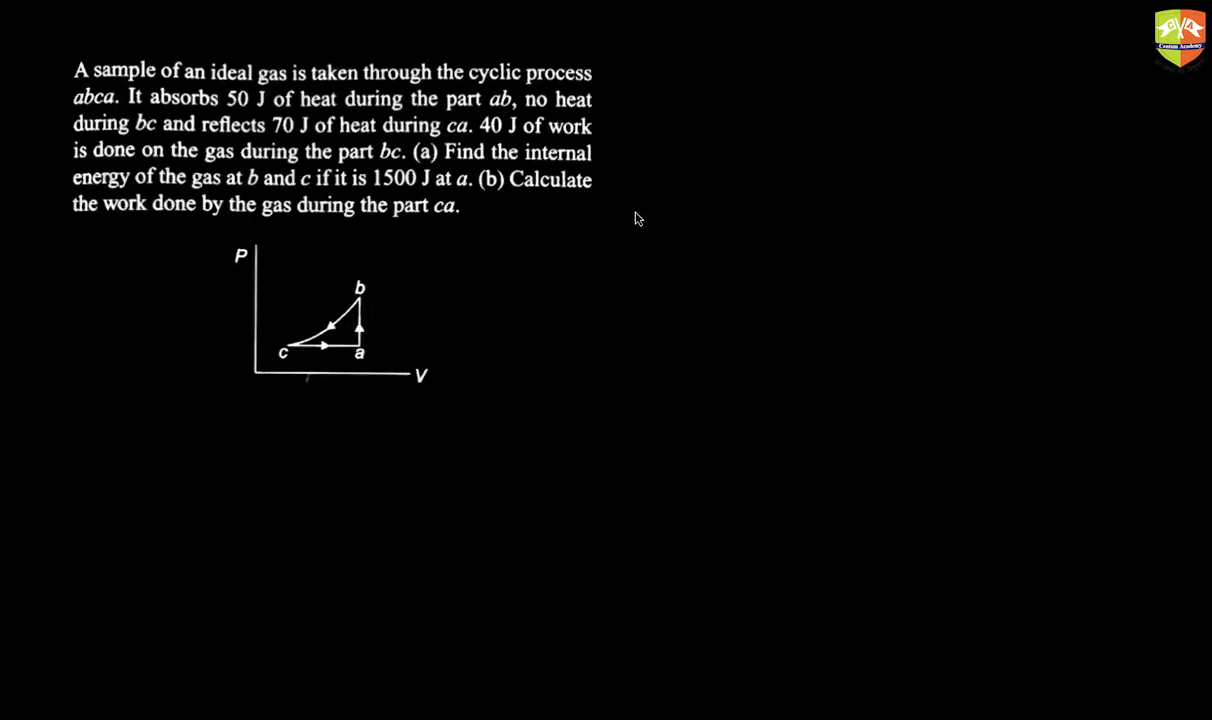 A sample of an ideal gas is taken through the cyclic process
abca. It absorbs 50 J of heat during the part ab, no heat
during bc and reflects 70 J of heat during ca. 40 J of work
is done on the gas during the part bc. (a) Find the internal
energy of the gas at b and c if it is 1500 J at a. (b) Calculate
the work done by the gas during the part ca.
P
b
c
a
V
C A
Centum Academy